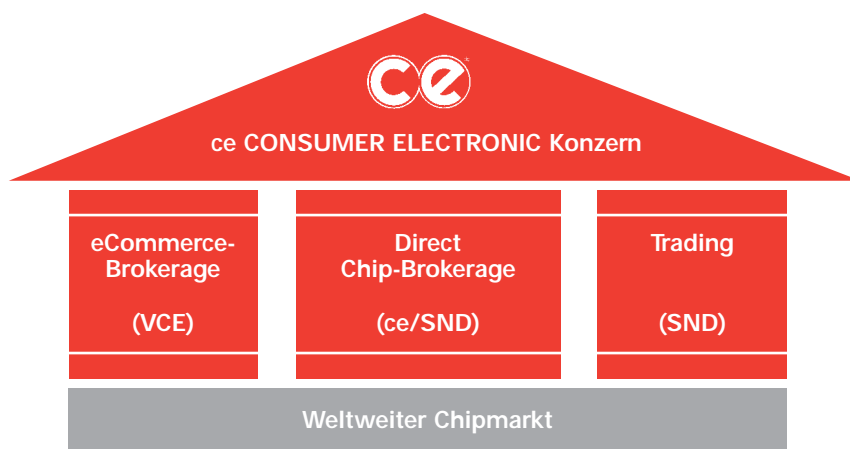 ce
ce CONSUMER ELECTRONIC Konzern
eCommerce-
Brokerage
(VCE)
Direct
Chip-Brokerage
(ce/SND)
Trading
(SND)
Weltweiter Chipmarkt